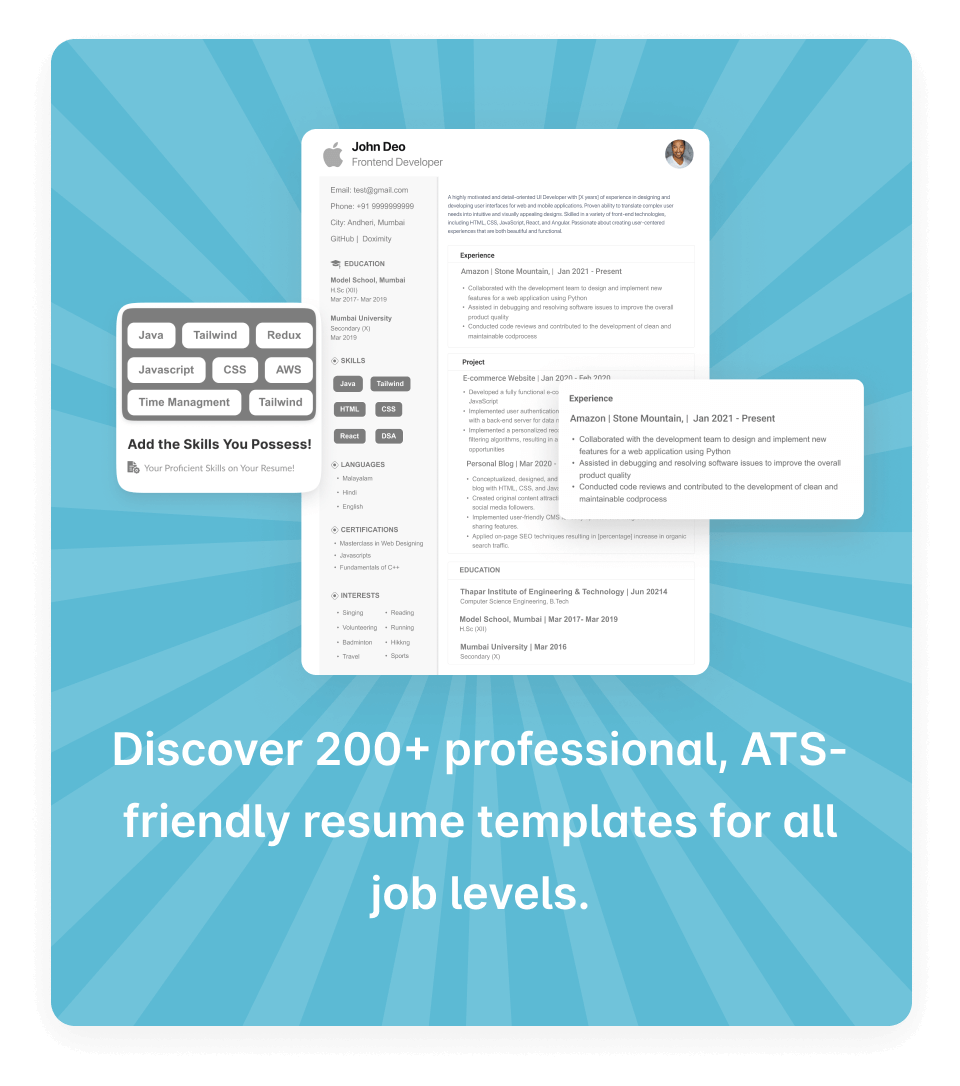 John Deo
Frontend Developer
Email: test@gmail.com
Phone: +91 9999999999
City: Andheri, Mumbai
GitHub | Doximity
EDUCATION
Model School, Mumbai
H.Sc (XII)
Mar 2017- Mar 2019
Mumbai University
Secondary (X)
Mar 2019
SKILLS
Java Tailwind
HTML CSS
React DSA
LANGUAGES
• Malayalam
• Hindi
• English
CERTIFICATIONS
• Masterclass in Web Designing
• Javascripts
• Fundamentals of C++
INTERESTS
• Singing • Reading
• Volunteering • Running
• Badminton • Hikkng
• Travel • Sports
A highly motivated and detail-oriented UI Developer with [X years] of experience in designing and
developing user interfaces for web and mobile applications. Proven ability to translate complex user
needs into intuitive and visually appealing designs. Skilled in a variety of front-end technologies,
including HTML, CSS, JavaScript, React, and Angular. Passionate about creating user-centered
experiences that are both beautiful and functional.
Experience
Amazon | Stone Mountain, | Jan 2021 - Present
• Collaborated with the development team to design and implement new
features for a web application using Python
• Assisted in debugging and resolving software issues to improve the overall
product quality
• Conducted code reviews and contributed to the development of clean and
maintainable codprocess
Project
E-commerce Website | Jan 2020 - Feb 2020
• Developed a fully functional e-co
JavaScript
• Implemented user authentication
with a back-end server for data
• Implemented a personalized
filtering algorithms, resulting in a
opportunities
Personal Blog | Mar 2020 -
• Conceptualized, designed, and
blog with HTML, CSS, and
• Created original content
social media followers.
• Implemented user-friendly CMS
sharing features.
• Applied on-page SEO techniques resulting in [percentage] increase in organic
search traffic.
EDUCATION
Thapar Institute of Engineering & Technology | Jun 20214
Computer Science Engineering, B.Tech
Model School, Mumbai | Mar 2017- Mar 2019
H.Sc (XII)
Mumbai University | Mar 2016
Secondary (X)
Java Tailwind Redux
Javascript CSS AWS
Time Managment Tailwind
Add the Skills You Possess!
Your Proficient Skills on Your Resume!
Experience
Amazon | Stone Mountain, | Jan 2021 - Present
• Collaborated with the development team to design and implement new
features for a web application using Python
• Assisted in debugging and resolving software issues to improve the overall
product quality
• Conducted code reviews and contributed to the development of clean and
maintainable codprocess
Discover 200+ professional, ATS-
friendly resume templates for all
job levels.